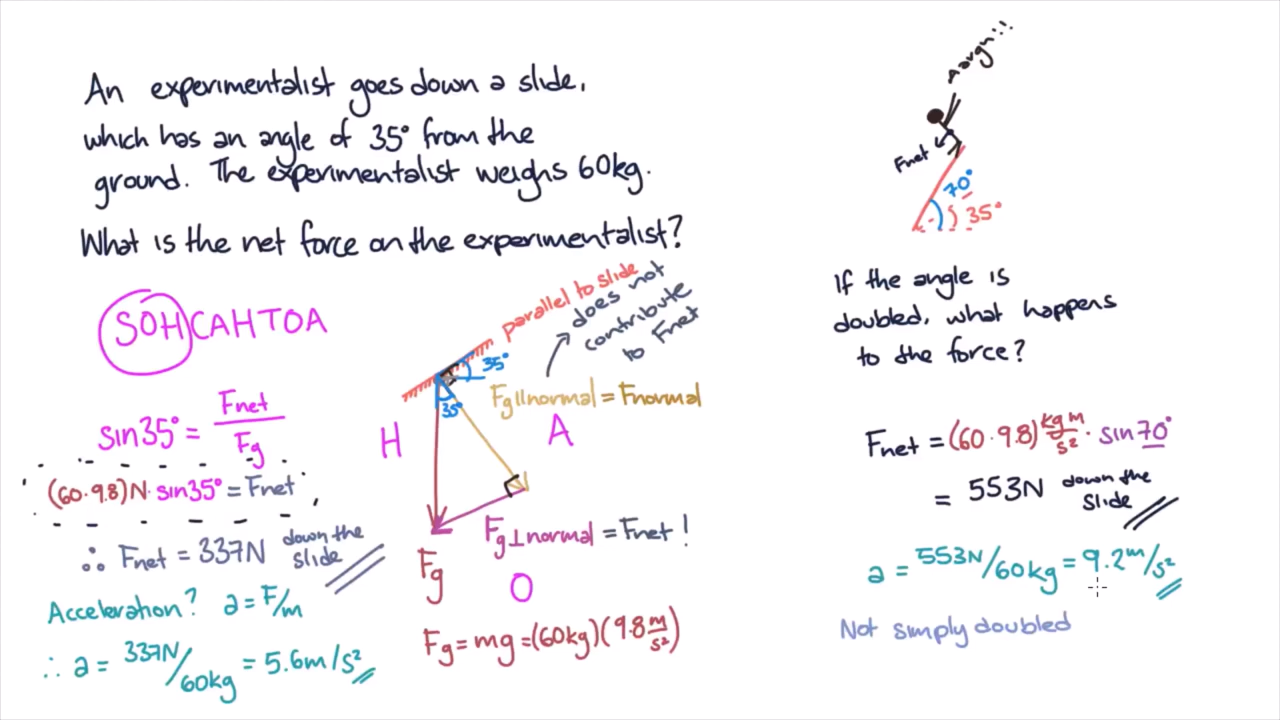 An experimentalist goes down a slide,
which has an angle of 35° from the
ground. The experimentalist weighs 60kg.
What is the net force on the experimentalist?
SOHCAHTOA
sin35° = Fnet/Fg
(60·9.8)N·sin35° = Fnet
∴ Fnet = 337N down the slide
Acceleration? a = F/m
∴ a = 337N/60kg = 5.6m/s²
parallel to slide
does not
contribute
to Fnet
35°
35°
Fg||normal = Fnormal
H
A
Fg⊥normal = Fnet!
Fg
O
Fg = mg = (60kg)(9.8 m/s²)
Aargh!!
Fnet
70°
35°
If the angle is
doubled, what happens
to the force?
Fnet = (60·9.8) kgm/s² · sin70°
= 553N down the slide
a = 553N/60kg = 9.2m/s²
Not simply doubled